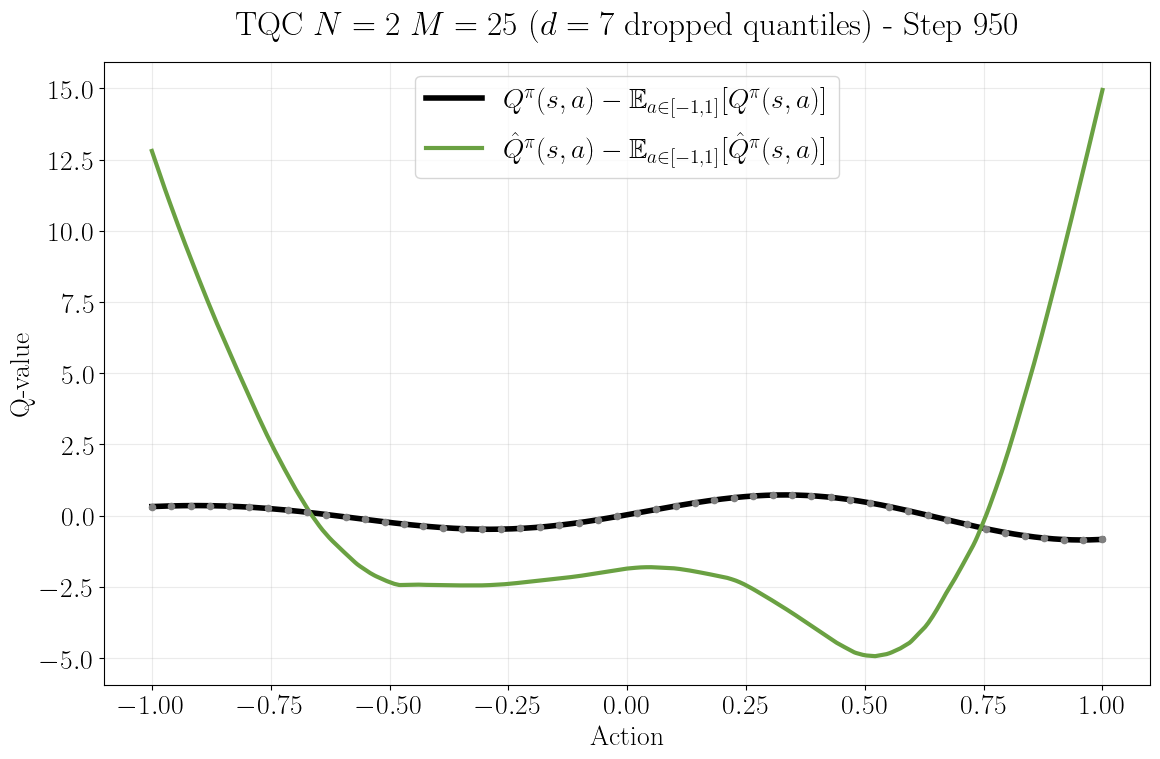 TQC N = 2 M = 25 (d = 7 dropped quantiles) - Step 950
Q^π(s, a) − 𝔼_{a∈[−1,1]}[Q^π(s, a)]
Q̂^π(s, a) − 𝔼_{a∈[−1,1]}[Q̂^π(s, a)]
15.0
12.5
10.0
7.5
5.0
2.5
0.0
−2.5
−5.0
Q-value
−1.00 −0.75 −0.50 −0.25 0.00 0.25 0.50 0.75 1.00
Action